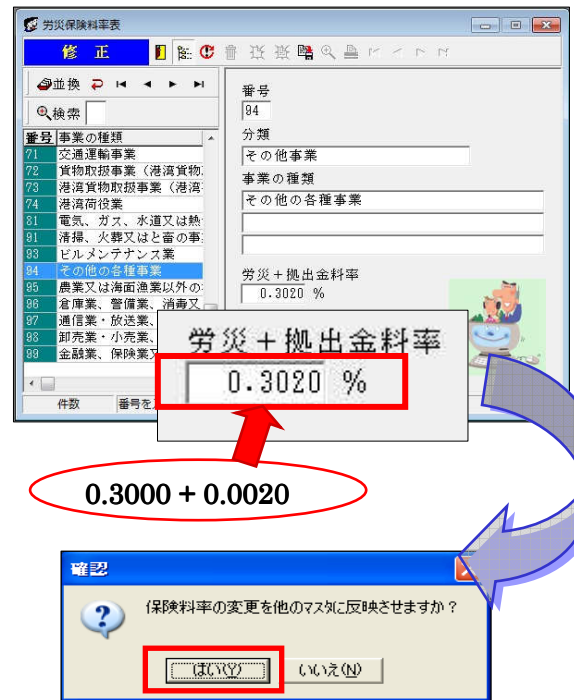 労災保険料率表
修 正
並換
検索
番号 事業の種類
71 交通運輸事業
72 貨物取扱事業（港湾貨物
73 港湾貨物取扱事業（港湾
74 港湾荷役業
81 電気、ガス、水道又は熱
91 清掃、火葬又はと畜の事
93 ビルメンテナンス業
94 その他の各種事業
95 農業又は海面漁業以外の
96 倉庫業、警備業、消毒又
97 通信業・放送業、
98 卸売業・小売業、
99 金融業、保険業又
件数 番号を
番号
94
分類
その他事業
事業の種類
その他の各種事業
労災＋拠出金料率
0.3020 %
労災＋拠出金料率
0.3020 %
0.3000 + 0.0020
確認
保険料率の変更を他のマスタに反映させますか？
はい(Y) いいえ(N)